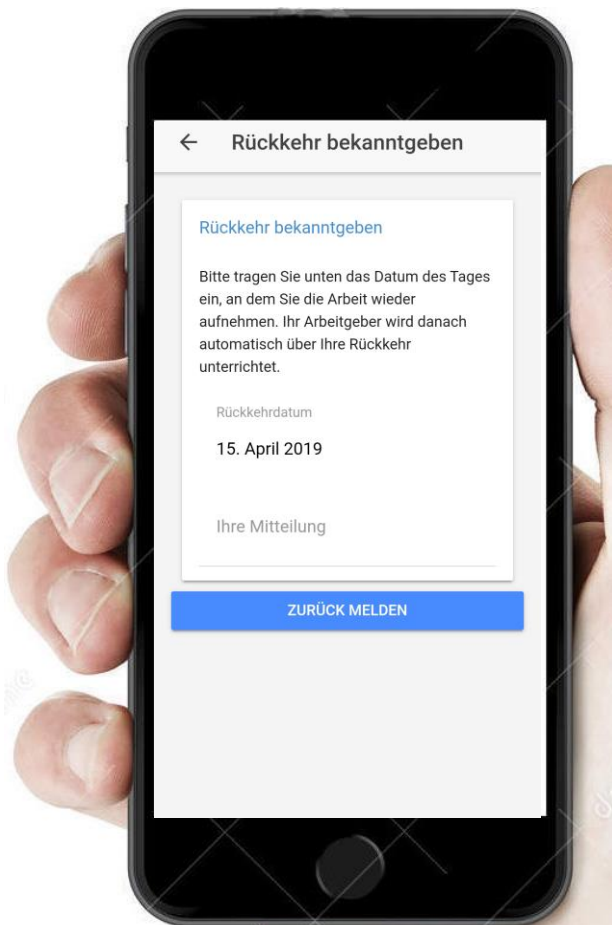 Rückkehr bekanntgeben
Rückkehr bekanntgeben
Bitte tragen Sie unten das Datum des Tages
ein, an dem Sie die Arbeit wieder
aufnehmen. Ihr Arbeitgeber wird danach
automatisch über Ihre Rückkehr
unterrichtet.
Rückkehrdatum
15. April 2019
Ihre Mitteilung
ZURÜCK MELDEN